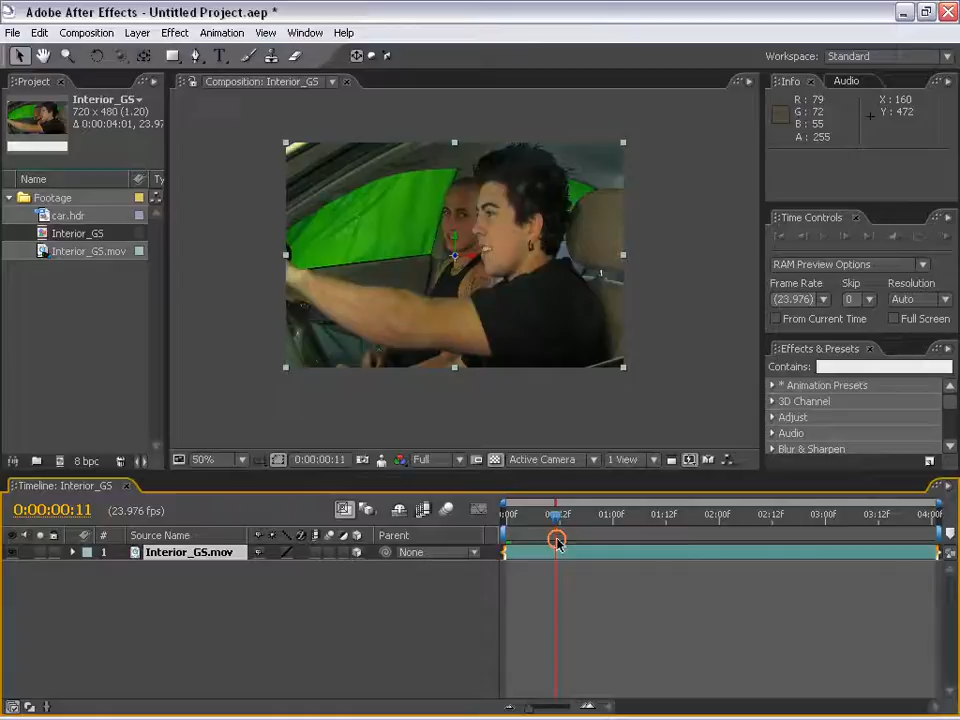 Adobe After Effects - Untitled Project.aep *
File Edit Composition Layer Effect Animation View Window Help
Workspace: Standard
Project
Composition: Interior_GS
Info Audio
Interior_GS
720 x 480 (1.20)
Δ 0:00:04:01, 23.97
R : 79
G : 72
B : 55
A : 255
X : 160
Y : 472
Name Ty
Footage
car.hdr
Interior_GS
Interior_GS.mov
Time Controls
RAM Preview Options
Frame Rate Skip Resolution
(23.976) 0 Auto
From Current Time Full Screen
Effects & Presets
Contains:
* Animation Presets
3D Channel
Adjust
Audio
Blur & Sharpen
8 bpc
50% 0:00:00:11 Full Active Camera 1 View
Timeline: Interior_GS
0:00:00:11 (23.976 fps)
:00F 00:12F 01:00F 01:12F 02:00F 02:12F 03:00F 03:12F 04:00F
# Source Name Parent
1 Interior_GS.mov None